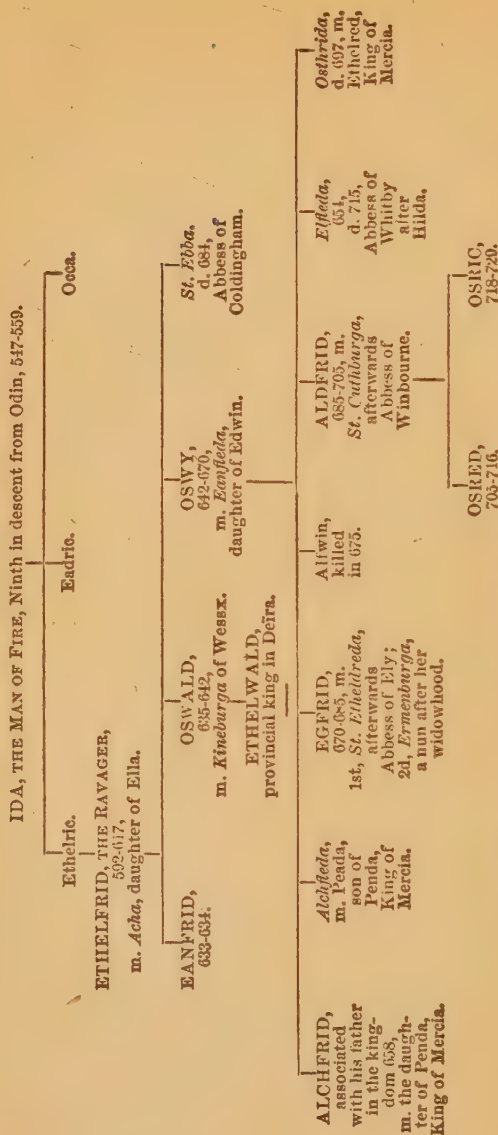 IDA, THE MAN OF FIRE, Ninth in descent from Odin, 547-559.
Ethelric.
Eadric.
Occa.
ETHELFRID, THE RAVAGER,
592-617,
m. Acha, daughter of Ella.
EANFRID,
633-634.
OSWALD,
635-642,
m. Kineburga of Wessx.
OSWY,
642-670,
m. Eanfleda,
daughter of Edwin.
St. Ebba.
d. 684,
Abbess of
Coldingham.
ETHELWALD,
provincial king in Deïra.
ALCHFRID,
associated
with his father
in the king-
dom 658,
m. the daugh-
ter of Penda,
King of Mercia.
Alchfleda,
m. Peada,
son of
Penda,
King of
Mercia.
EGFRID,
670-685, m.
1st, St. Etheldreda,
afterwards
Abbess of Ely;
2d, Ermenburga,
a nun after her
widowhood.
Alfwin,
killed
in 675.
ALDFRID,
685-705, m.
St. Cuthburga,
afterwards
Abbess of
Winbourne.
Elfleda,
654,
d. 715,
Abbess of
Whitby
after
Hilda.
Osthrida,
d. 697, m.
Ethelred,
King of
Mercia.
OSRED,
705-716.
OSRIC,
718-729.